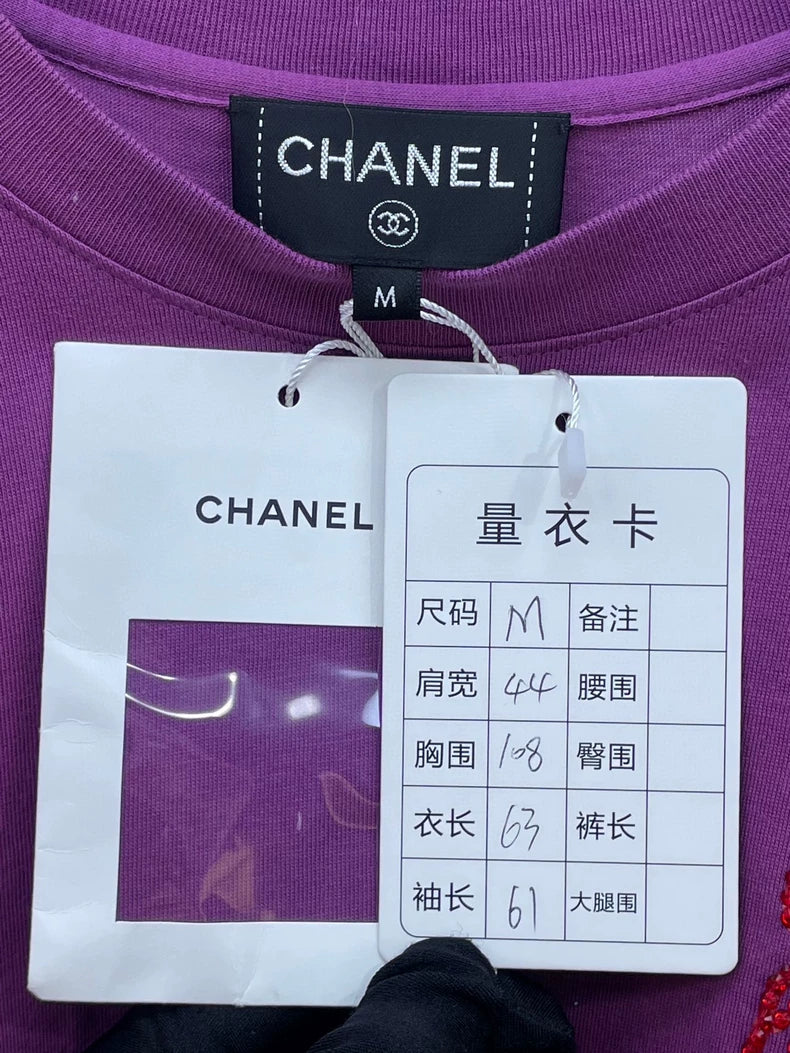 CHANEL
M
CHANEL
量衣卡
尺码 M 备注
肩宽 44 腰围
胸围 108 臀围
衣长 63 裤长
袖长 61 大腿围